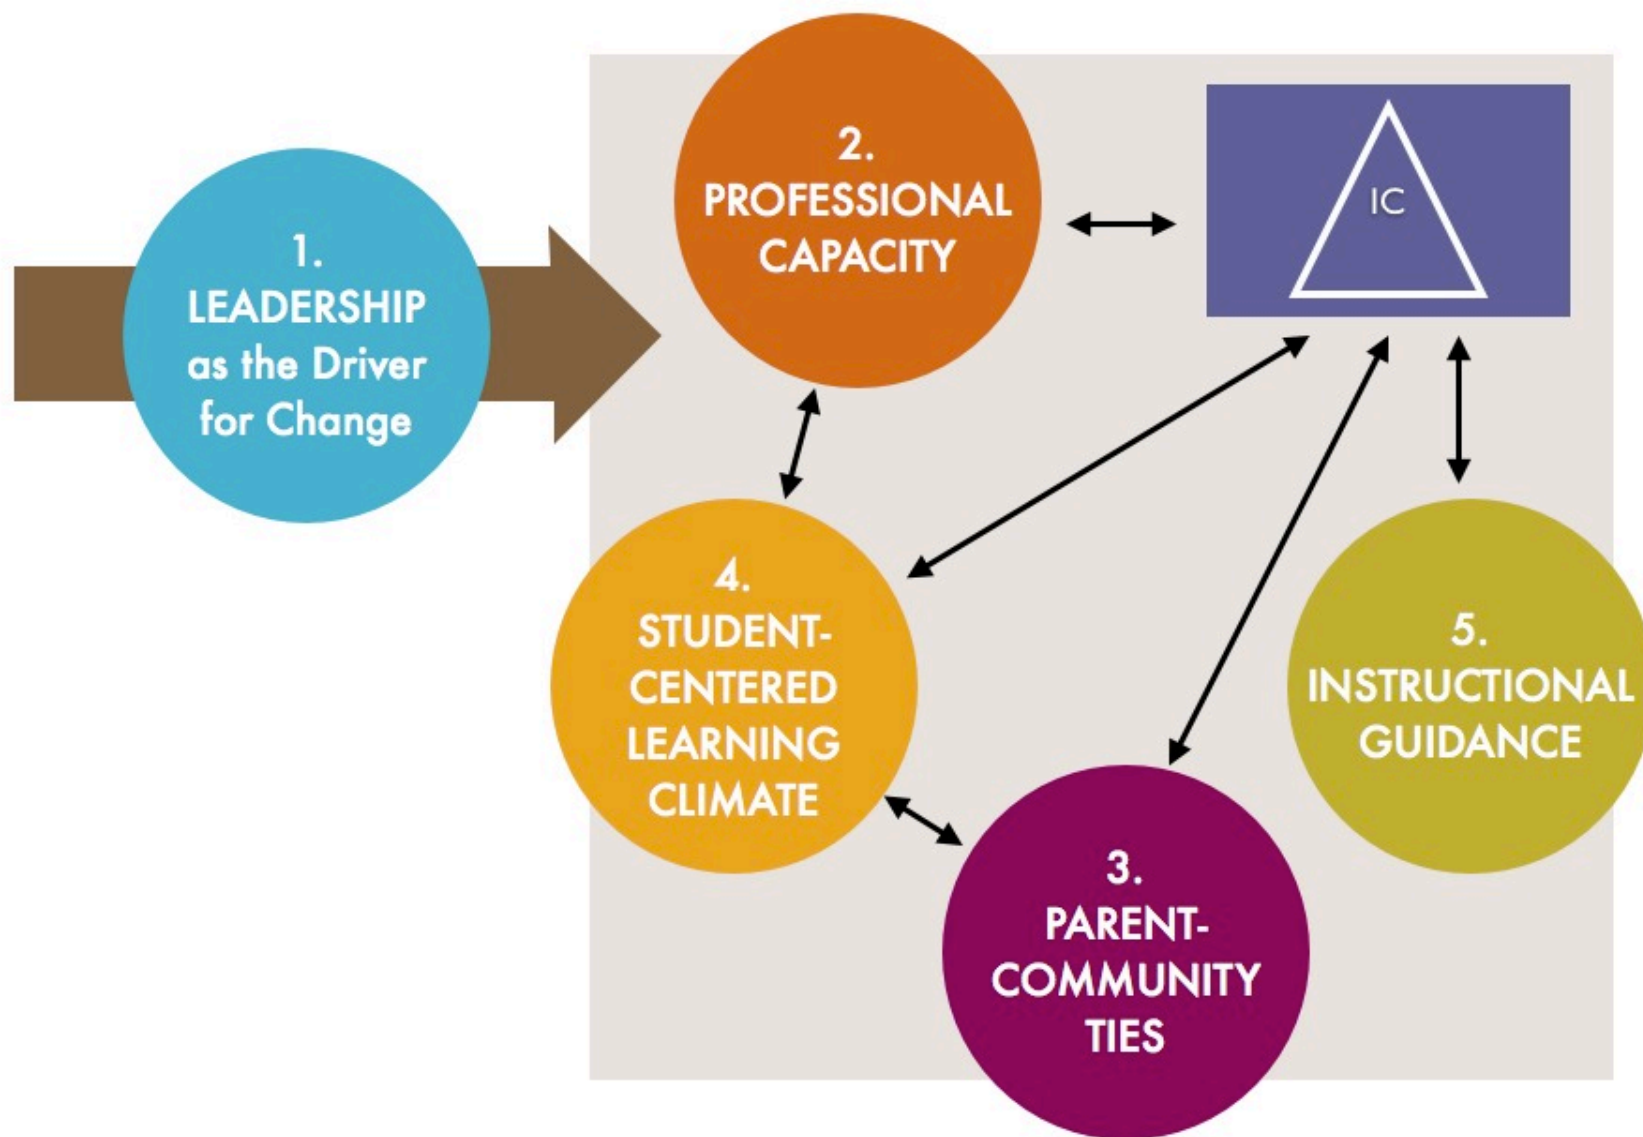 1.
LEADERSHIP
as the Driver
for Change
2.
PROFESSIONAL
CAPACITY
IC
4.
STUDENT-
CENTERED
LEARNING
CLIMATE
3.
PARENT-
COMMUNITY
TIES
5.
INSTRUCTIONAL
GUIDANCE